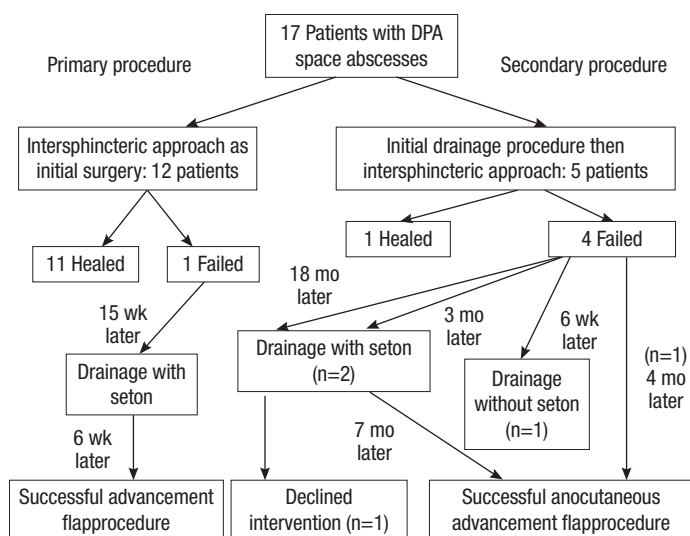 17 Patients with DPA
space abscesses
Primary procedure
Secondary procedure
Intersphincteric approach as
initial surgery: 12 patients
Initial drainage procedure then
intersphincteric approach: 5 patients
11 Healed
1 Failed
1 Healed
4 Failed
15 wk
later
18 mo
later
3 mo
later
6 wk
later
(n=1)
4 mo
later
Drainage with
seton
Drainage with seton
(n=2)
Drainage
without seton
(n=1)
6 wk
later
7 mo
later
Successful advancement
flapprocedure
Declined
intervention (n=1)
Successful anocutaneous
advancement flapprocedure